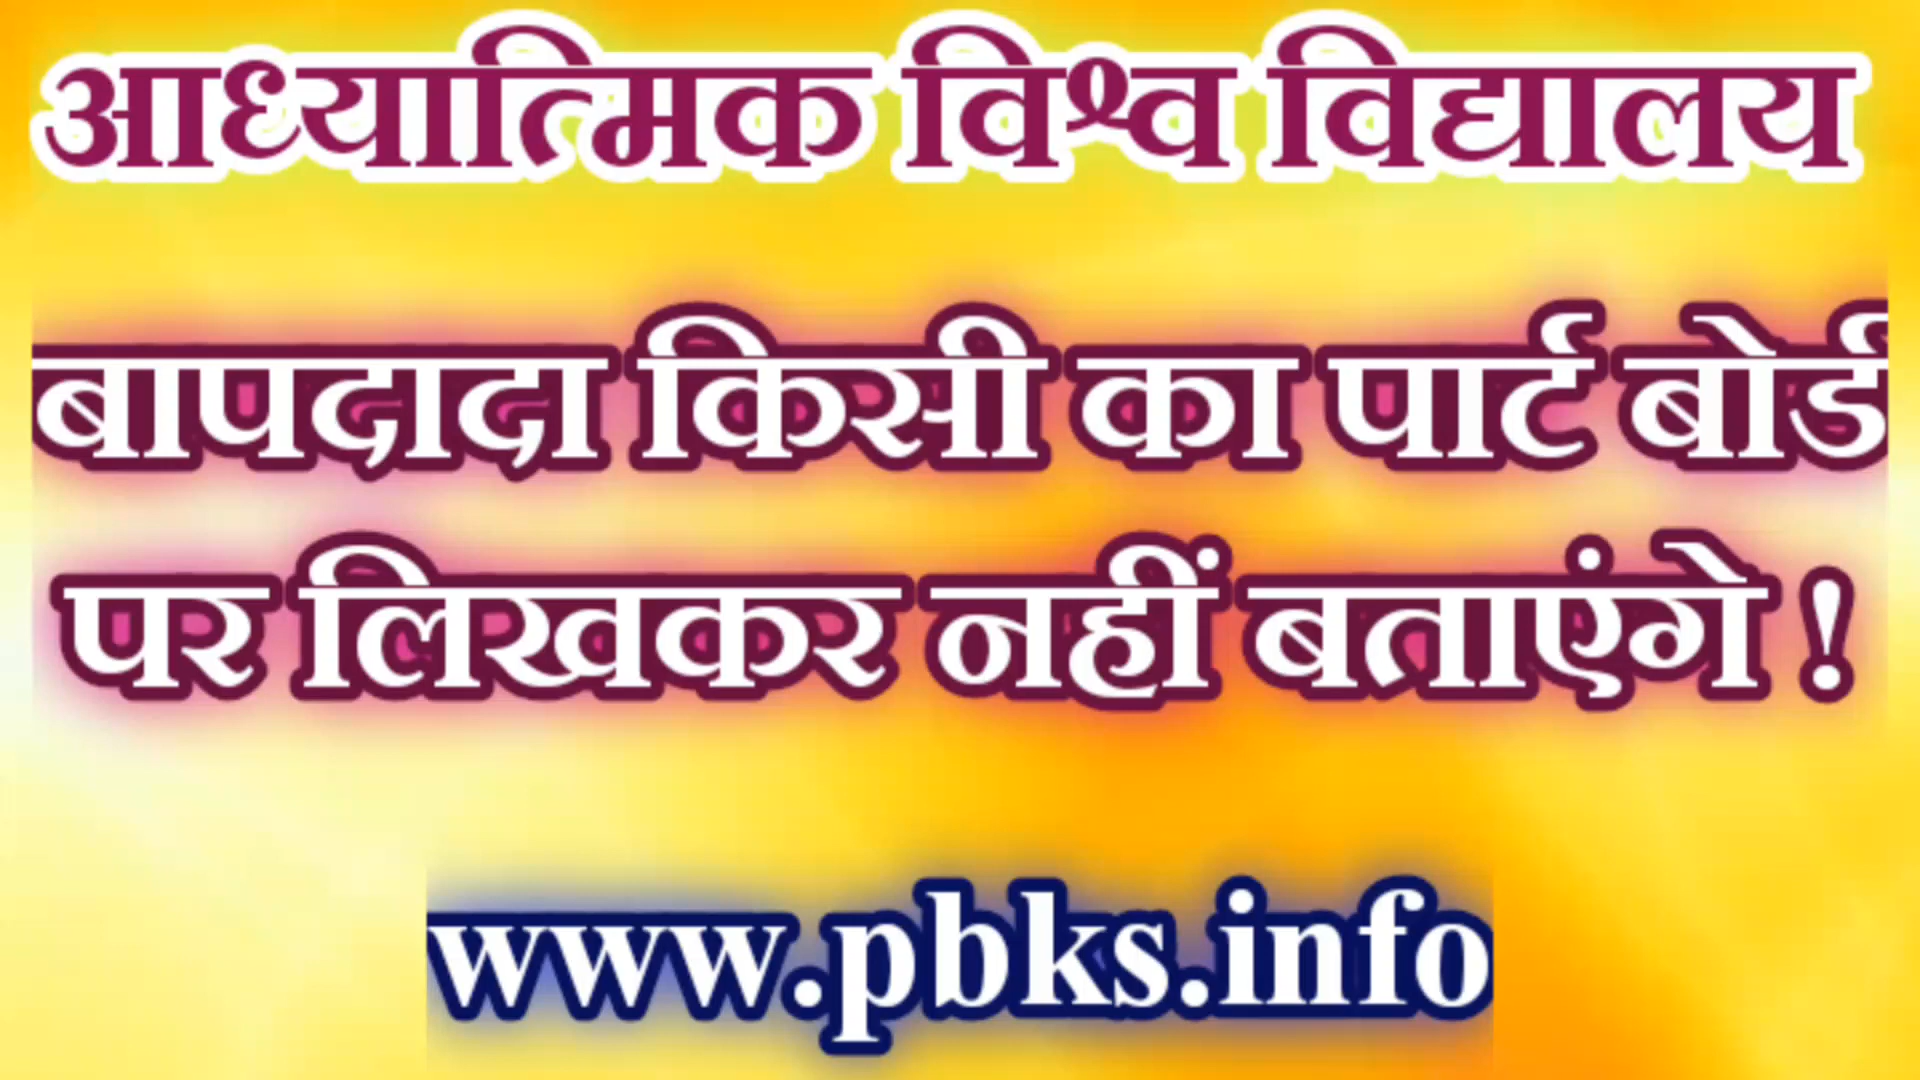 आध्यात्मिक विश्व विद्यालय
बापदादा किसी का पार्ट बोर्ड
पर लिखकर नहीं बताएंगे !
www.pbks.info